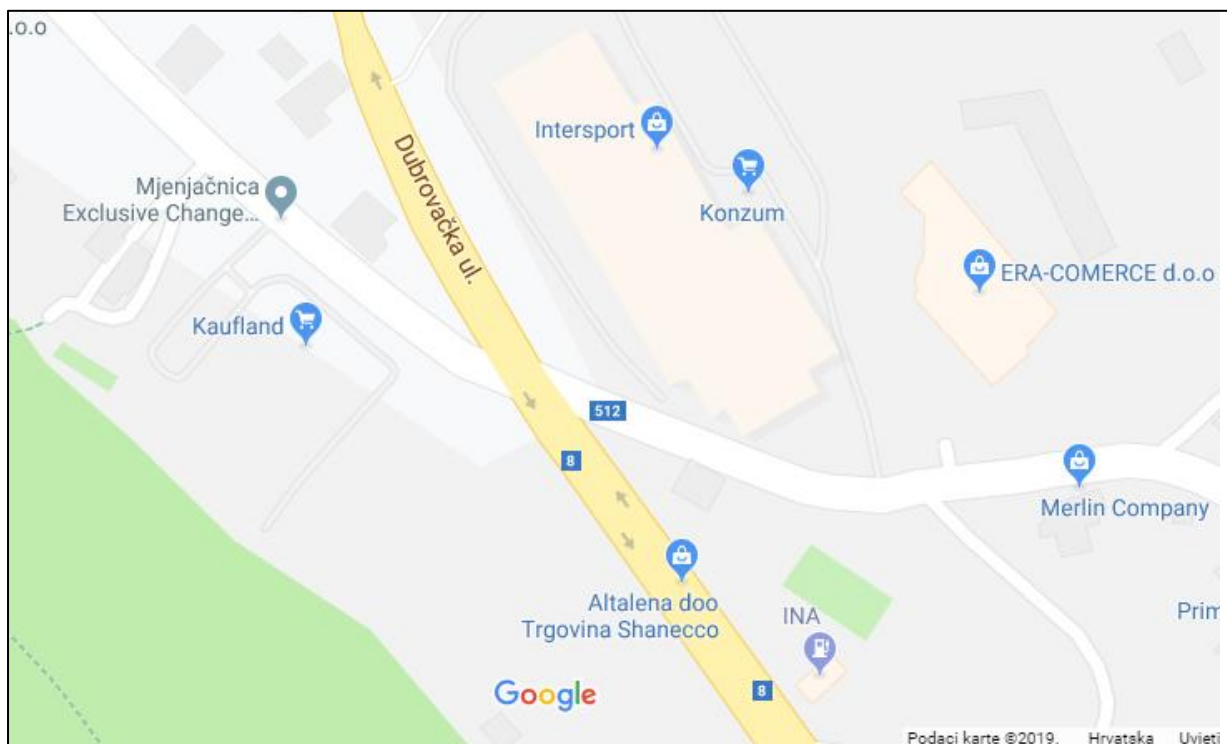 .o.o
Intersport
Mjenjačnica
Exclusive Change...
Dubrovačka ul.
Konzum
ERA-COMERCE d.o.o
Kaufland
512
8
Merlin Company
Altalena doo
Trgovina Shanecco
INA
Prim
8
Google
Podaci karte ©2019. Hrvatska Uvjeti